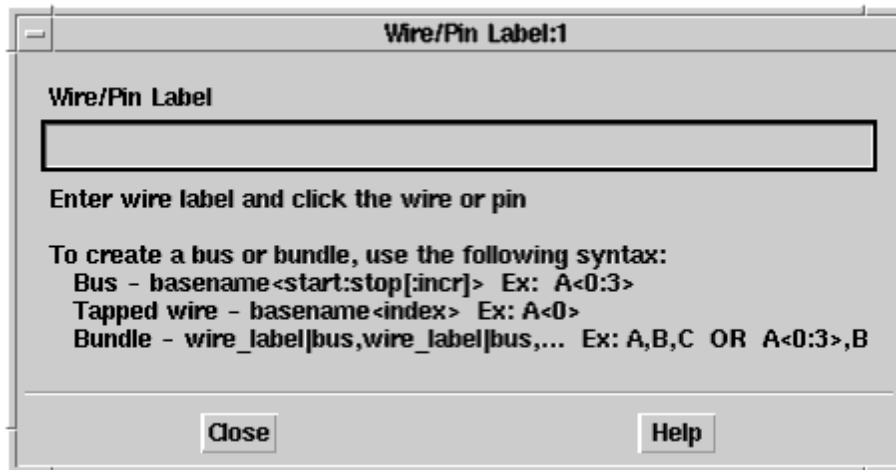 Wire/Pin Label:1
Wire/Pin Label
Enter wire label and click the wire or pin
To create a bus or bundle, use the following syntax:
Bus - basename<start:stop[:incr]> Ex: A<0:3>
Tapped wire - basename<index> Ex: A<0>
Bundle - wire_label|bus,wire_label|bus,... Ex: A,B,C OR A<0:3>,B
Close Help